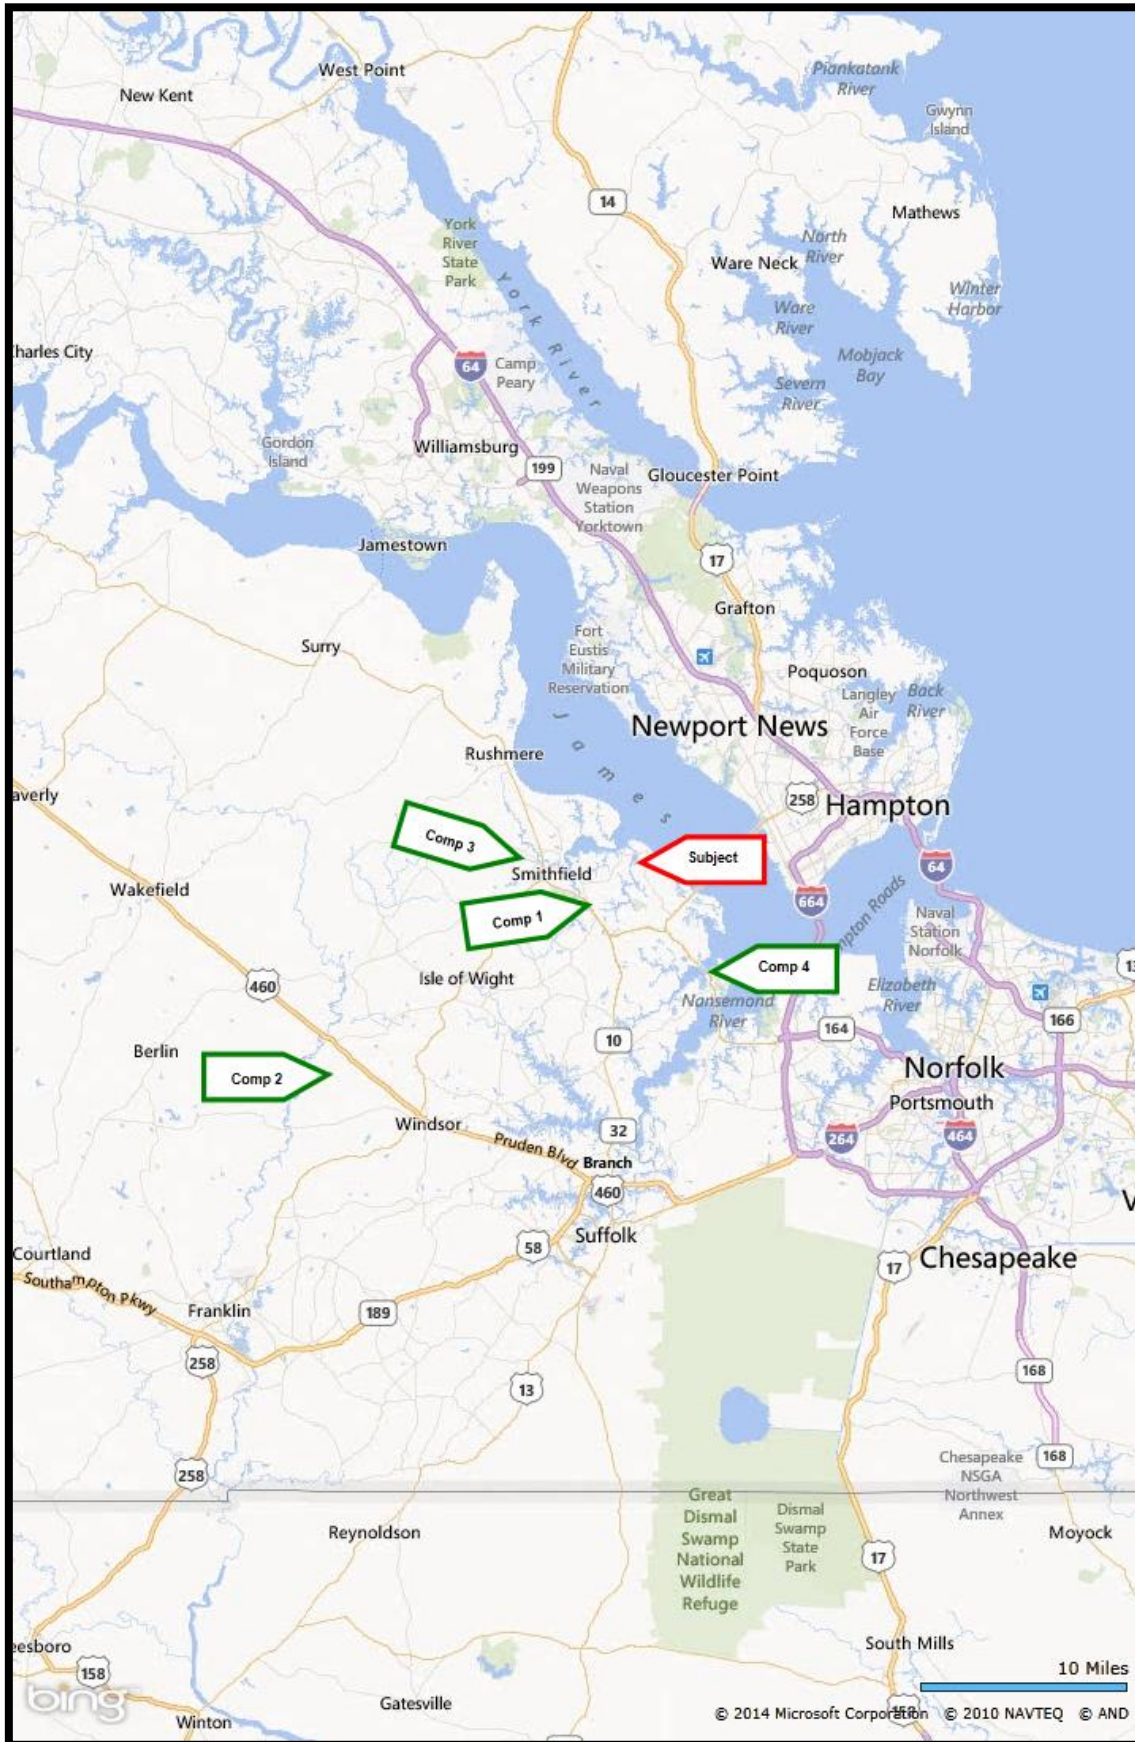 West Point
Piankatank
River
New Kent
Gwynn
Island
14
Mathews
York
River
State
Park
North
River
Ware Neck
York River
Winter
Harbor
Ware
River
Charles City
Mobjack
Bay
64
Camp
Peary
Severn
River
Gordon
Island
Williamsburg
199
Naval
Weapons
Station
Yorktown
Gloucester Point
Jamestown
17
Grafton
Fort
Eustis
Military
Reservation
Surry
Poquoson
Langley
Air
Force
Base
Back
River
Newport News
James
Rushmere
averly
258
Hampton
Comp 3
Subject
64
Smithfield
Wakefield
664
Comp 1
Hampton Roads
Naval
Station
Norfolk
Comp 4
Isle of Wight
460
Elizabeth
River
Nansemond
River
13
166
164
10
Berlin
Comp 2
Norfolk
Portsmouth
Windsor
32
264
464
Pruden Blvd
Branch
460
V
Suffolk
58
Courtland
Southampton Pkwy
17
Chesapeake
Franklin
189
258
13
168
258
Chesapeake
NSGA
Northwest
Annex
168
Great
Dismal
Swamp
National
Wildlife
Refuge
Dismal
Swamp
State
Park
Reynoldson
Moyock
17
eesboro
South Mills
158
10 Miles
bing
Gatesville
Winton
158
© 2014 Microsoft Corporation © 2010 NAVTEQ © AND